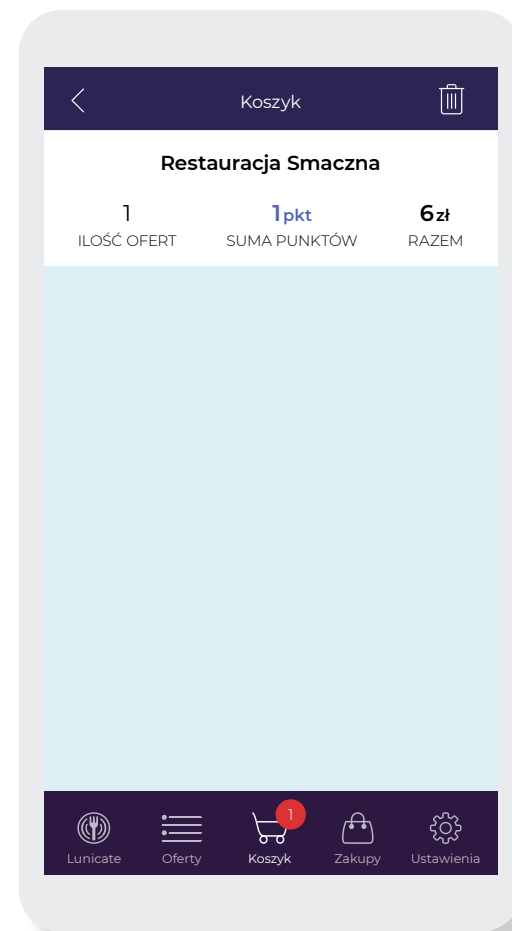 Koszyk
Restauracja Smaczna
1 1pkt 6zł
ILOŚĆ OFERT SUMA PUNKTÓW RAZEM
1
Lunicate Oferty Koszyk Zakupy Ustawienia